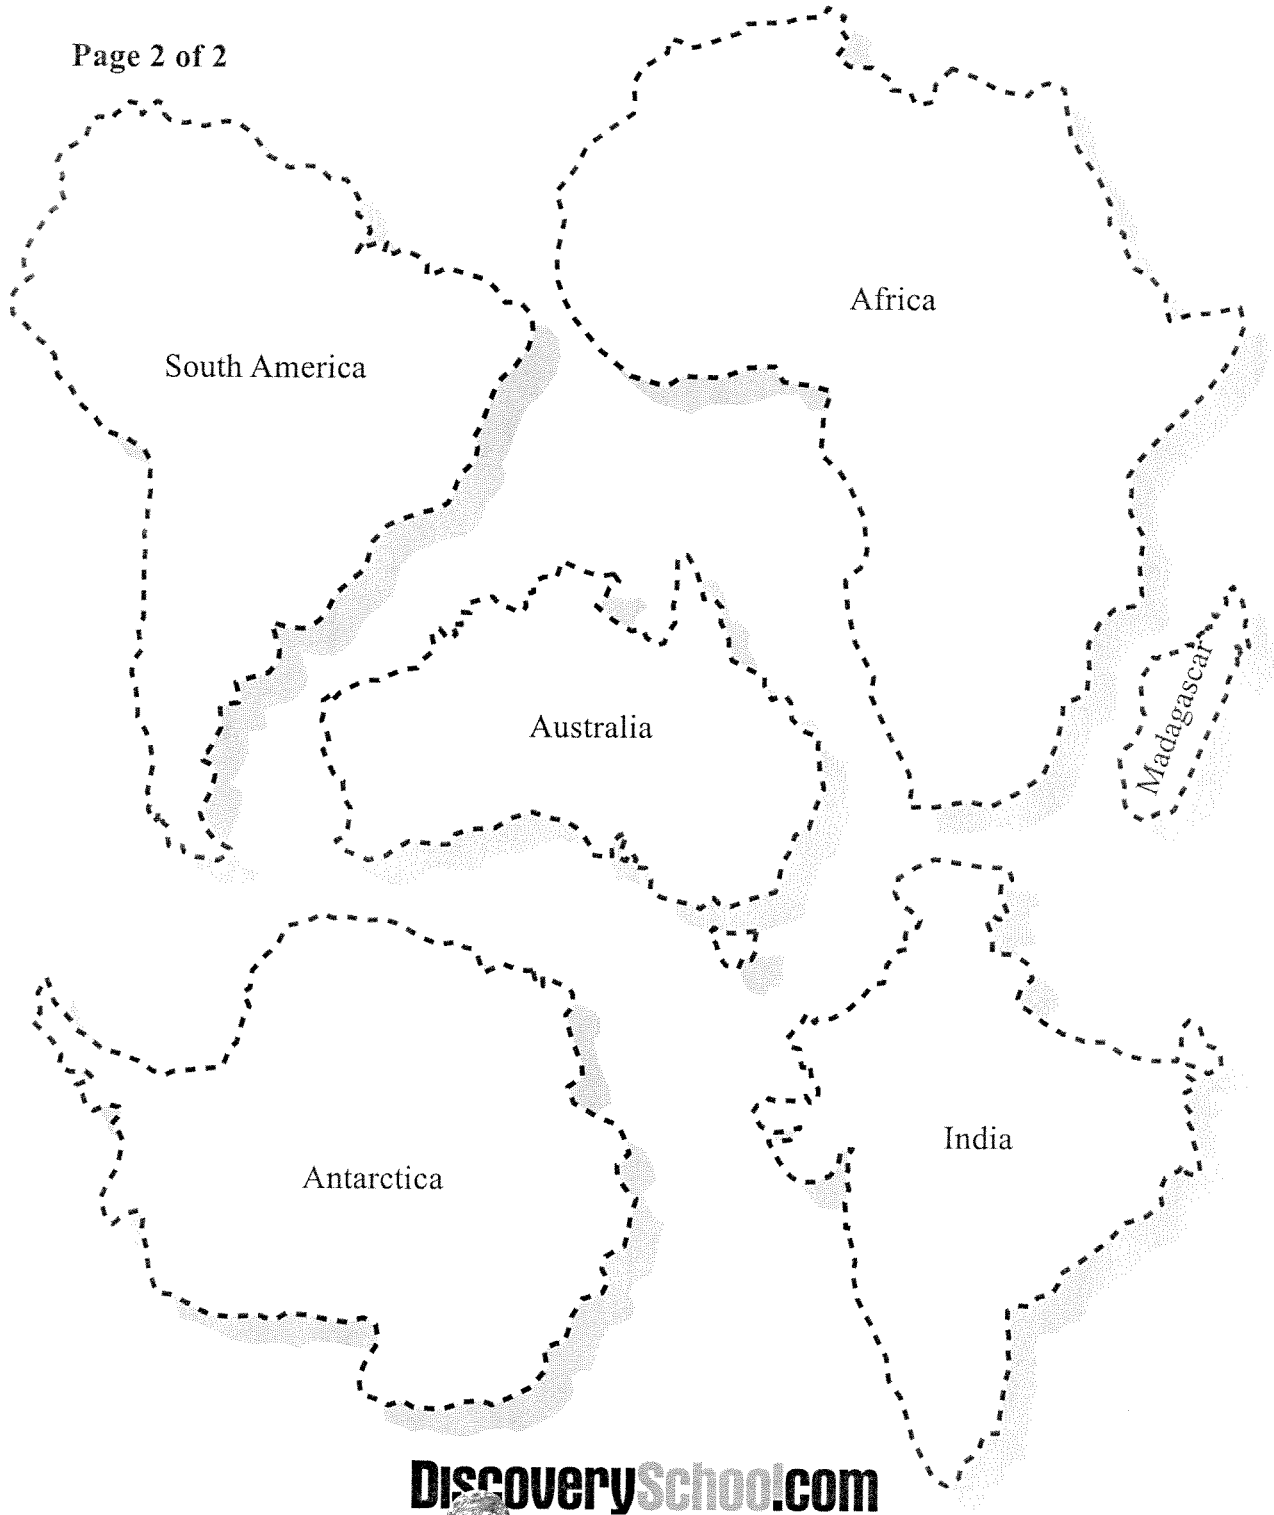 Page 2 of 2
Africa
South America
Madagascar
Australia
India
Antarctica
DiscoverySchool.com